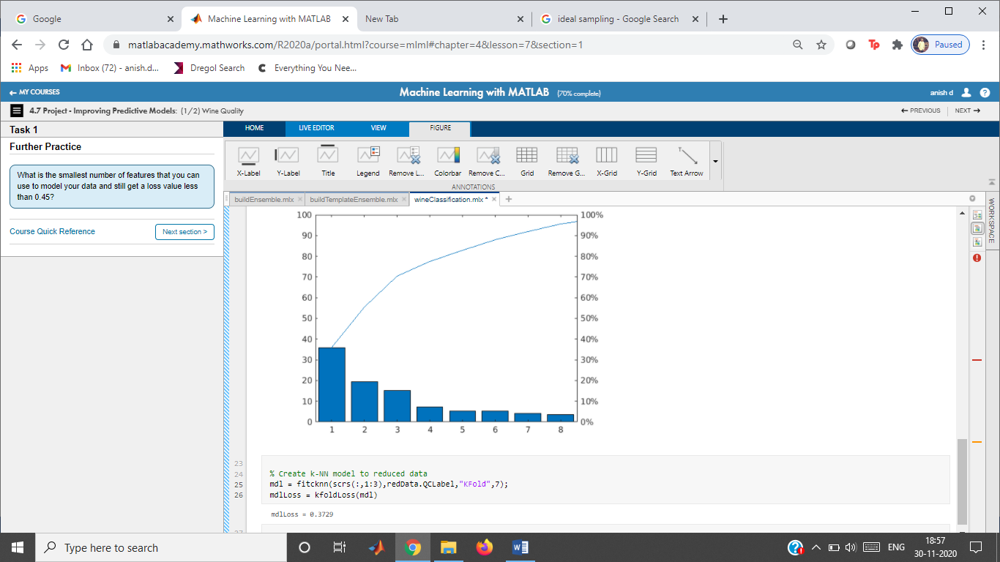 Google
Machine Learning with MATLAB
New Tab
ideal sampling - Google Search
matlabacademy.mathworks.com/R2020a/portal.html?course=mlml#chapter=4&lesson=7&section=1
Tp
Paused
Apps
Inbox (72) - anish.d...
Dregol Search
Everything You Nee...
← MY COURSES
Machine Learning with MATLAB (70% complete)
anish d
4.7 Project - Improving Predictive Models: (1/2) Wine Quality
← PREVIOUS
NEXT →
Task 1
Further Practice
What is the smallest number of features that you can
use to model your data and still get a loss value less
than 0.45?
Course Quick Reference
Next section >
HOME
LIVE EDITOR
VIEW
FIGURE
X-Label
Y-Label
Title
Legend
Remove L...
Colorbar
Remove C...
Grid
Remove G...
X-Grid
Y-Grid
Text Arrow
ANNOTATIONS
buildEnsemble.mlx
buildTemplateEnsemble.mlx
wineClassification.mlx *
WORKSPACE
100 100%
90 90%
80 80%
70 70%
60 60%
50 50%
40 40%
30 30%
20 20%
10 10%
0 0%
1 2 3 4 5 6 7 8
23
24 % Create k-NN model to reduced data
25 mdl = fitcknn(scrs(:,1:3),redData.QCLabel,"KFold",7);
26 mdlLoss = kfoldLoss(mdl)
mdlLoss = 0.3729
27
Type here to search
ENG
18:57
30-11-2020